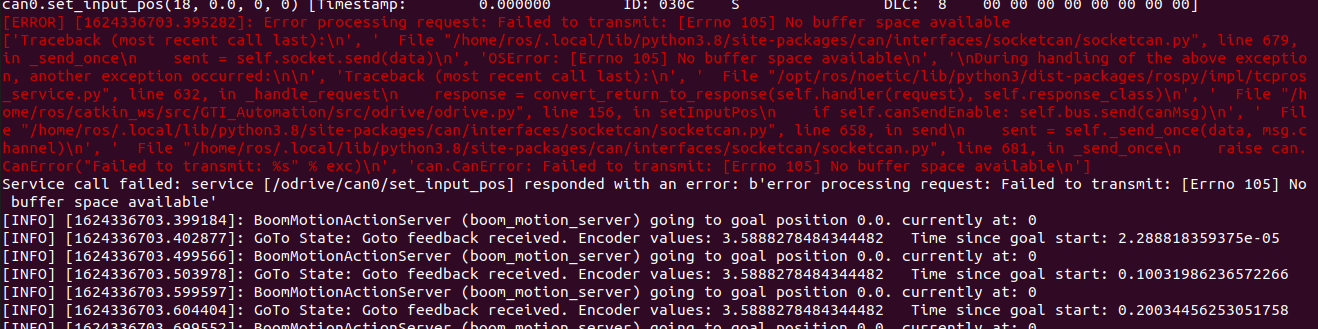 can0.set_input_pos(18, 0.0, 0, 0) [Timestamp:        0.000000        ID: 030c    S                DLC:  8    00 00 00 00 00 00 00 00]
[ERROR] [1624336703.395282]: Error processing request: Failed to transmit: [Errno 105] No buffer space available
['Traceback (most recent call last):\n', '  File "/home/ros/.local/lib/python3.8/site-packages/can/interfaces/socketcan/socketcan.py", line 679,
in _send_once\n    sent = self.socket.send(data)\n', 'OSError: [Errno 105] No buffer space available\n', '\nDuring handling of the above exceptio
n, another exception occurred:\n\n', 'Traceback (most recent call last):\n', '  File "/opt/ros/noetic/lib/python3/dist-packages/rospy/impl/tcpros
_service.py", line 632, in _handle_request\n    response = convert_return_to_response(self.handler(request), self.response_class)\n', '  File "/h
ome/ros/catkin_ws/src/GTI_Automation/src/odrive/odrive.py", line 156, in setInputPos\n    if self.canSendEnable: self.bus.send(canMsg)\n', '  Fil
e "/home/ros/.local/lib/python3.8/site-packages/can/interfaces/socketcan/socketcan.py", line 658, in send\n    sent = self._send_once(data, msg.c
hannel)\n', '  File "/home/ros/.local/lib/python3.8/site-packages/can/interfaces/socketcan/socketcan.py", line 681, in _send_once\n    raise can.
CanError("Failed to transmit: %s" % exc)\n', 'can.CanError: Failed to transmit: [Errno 105] No buffer space available\n']
Service call failed: service [/odrive/can0/set_input_pos] responded with an error: b'error processing request: Failed to transmit: [Errno 105] No
 buffer space available'
[INFO] [1624336703.399184]: BoomMotionActionServer (boom_motion_server) going to goal position 0.0. currently at: 0
[INFO] [1624336703.402877]: GoTo State: Goto feedback received. Encoder values: 3.5888278484344482   Time since goal start: 2.288818359375e-05
[INFO] [1624336703.499566]: BoomMotionActionServer (boom_motion_server) going to goal position 0.0. currently at: 0
[INFO] [1624336703.503978]: GoTo State: Goto feedback received. Encoder values: 3.5888278484344482   Time since goal start: 0.10031986236572266
[INFO] [1624336703.599597]: BoomMotionActionServer (boom_motion_server) going to goal position 0.0. currently at: 0
[INFO] [1624336703.604404]: GoTo State: Goto feedback received. Encoder values: 3.5888278484344482   Time since goal start: 0.20034456253051758
[INFO] [1624336703.699552]: BoomMotionActionServer (boom_motion_server) going to goal position 0.0. currently at: 0